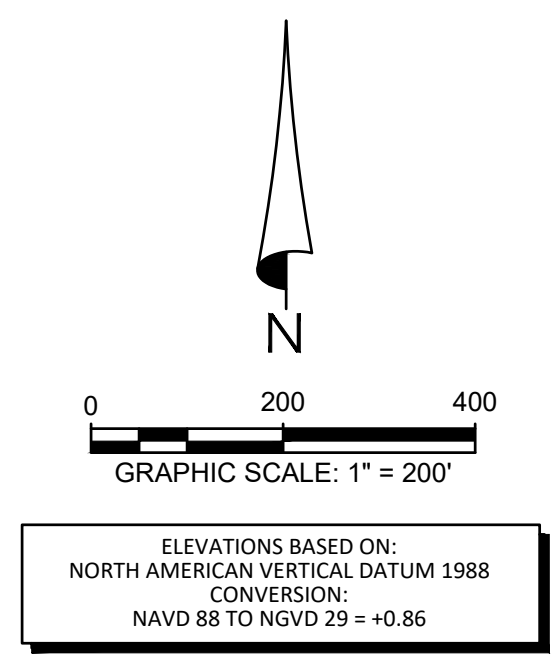 N
0 200 400
GRAPHIC SCALE: 1" = 200'
ELEVATIONS BASED ON:
NORTH AMERICAN VERTICAL DATUM 1988
CONVERSION:
NAVD 88 TO NGVD 29 = +0.86